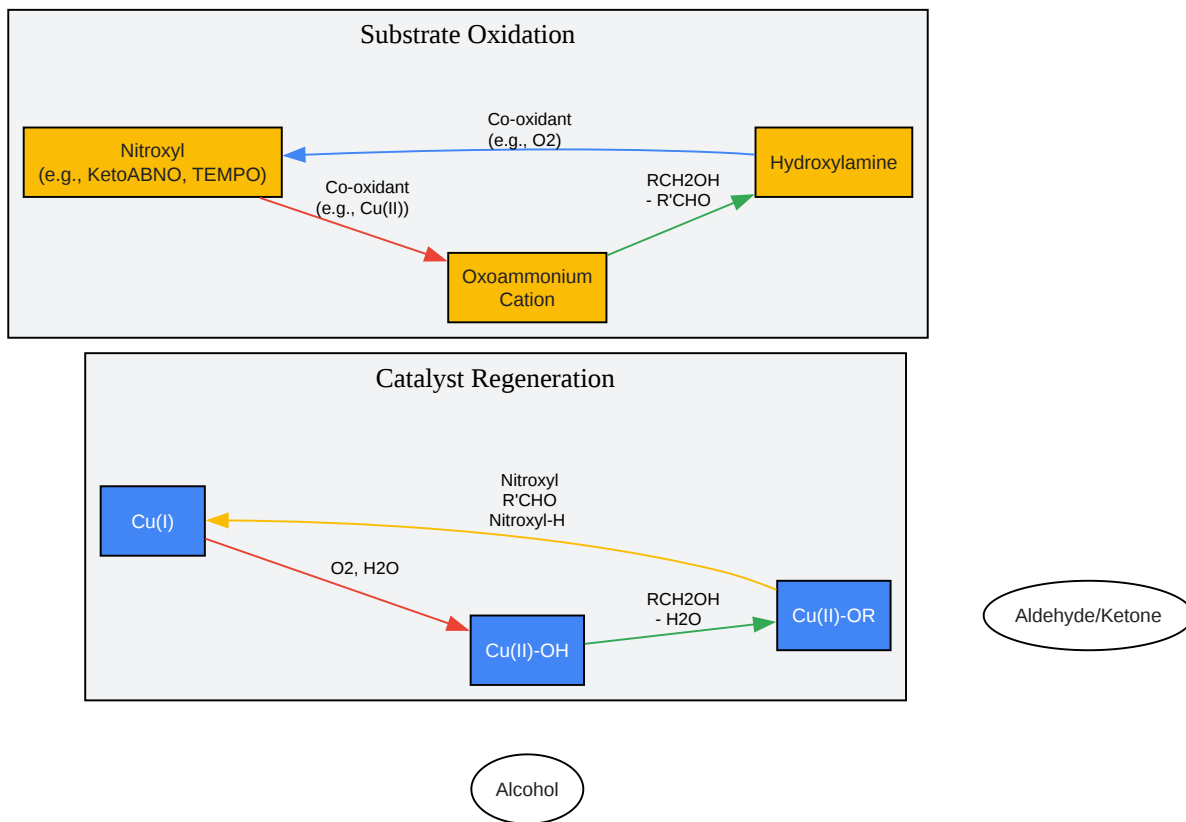 Substrate Oxidation
Nitroxyl
(e.g., KetoABNO, TEMPO)
Co-oxidant
(e.g., O2)
Hydroxylamine
Co-oxidant
(e.g., Cu(II))
RCH2OH
- R'CHO
Oxoammonium
Cation
Catalyst Regeneration
Cu(I)
Nitroxyl
R'CHO
Nitroxyl-H
O2, H2O
Cu(II)-OH
RCH2OH
- H2O
Cu(II)-OR
Aldehyde/Ketone
Alcohol